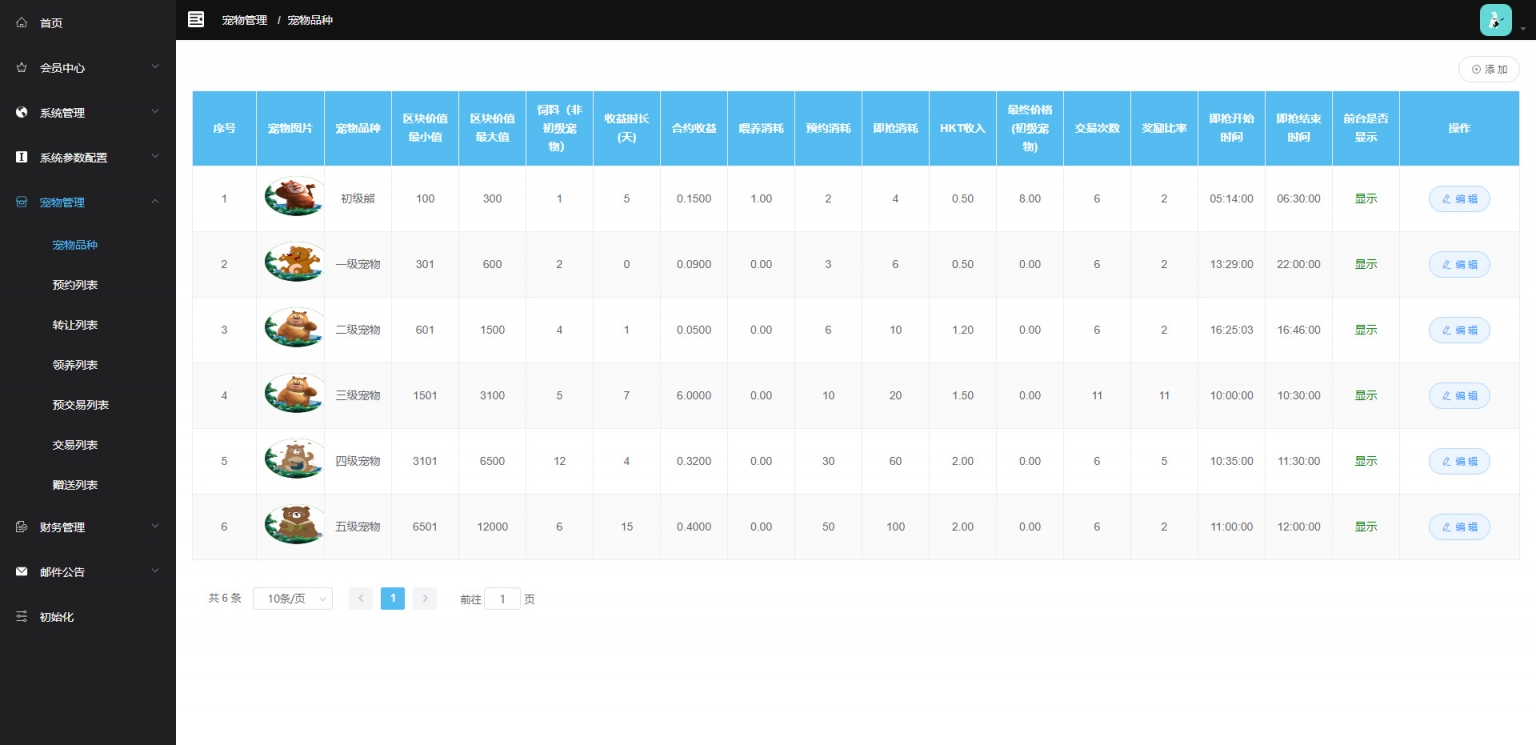 首页
会员中心
系统管理
系统参数配置
宠物管理
宠物品种
预约列表
转让列表
领养列表
预交易列表
交易列表
赠送列表
财务管理
邮件公告
初始化
宠物管理 / 宠物品种
添加
序号 宠物图片 宠物品种 区块价值最小值 区块价值最大值 饲料（非初级宠物） 收益时长(天) 合约收益 喂养消耗 预约消耗 即抢消耗 HKT收入 最终价格(初级宠物) 交易次数 奖励比率 即抢开始时间 即抢结束时间 前台是否显示 操作
1 初级熊 100 300 1 5 0.1500 1.00 2 4 0.50 8.00 6 2 05:14:00 06:30:00 显示 编辑
2 一级宠物 301 600 2 0 0.0900 0.00 3 6 0.50 0.00 6 2 13:29:00 22:00:00 显示 编辑
3 二级宠物 601 1500 4 1 0.0500 0.00 6 10 1.20 0.00 6 2 16:25:03 16:46:00 显示 编辑
4 三级宠物 1501 3100 5 7 6.0000 0.00 10 20 1.50 0.00 11 11 10:00:00 10:30:00 显示 编辑
5 四级宠物 3101 6500 12 4 0.3200 0.00 30 60 2.00 0.00 6 5 10:35:00 11:30:00 显示 编辑
6 五级宠物 6501 12000 6 15 0.4000 0.00 50 100 2.00 0.00 6 2 11:00:00 12:00:00 显示 编辑
共 6 条 10条/页 1 前往 1 页